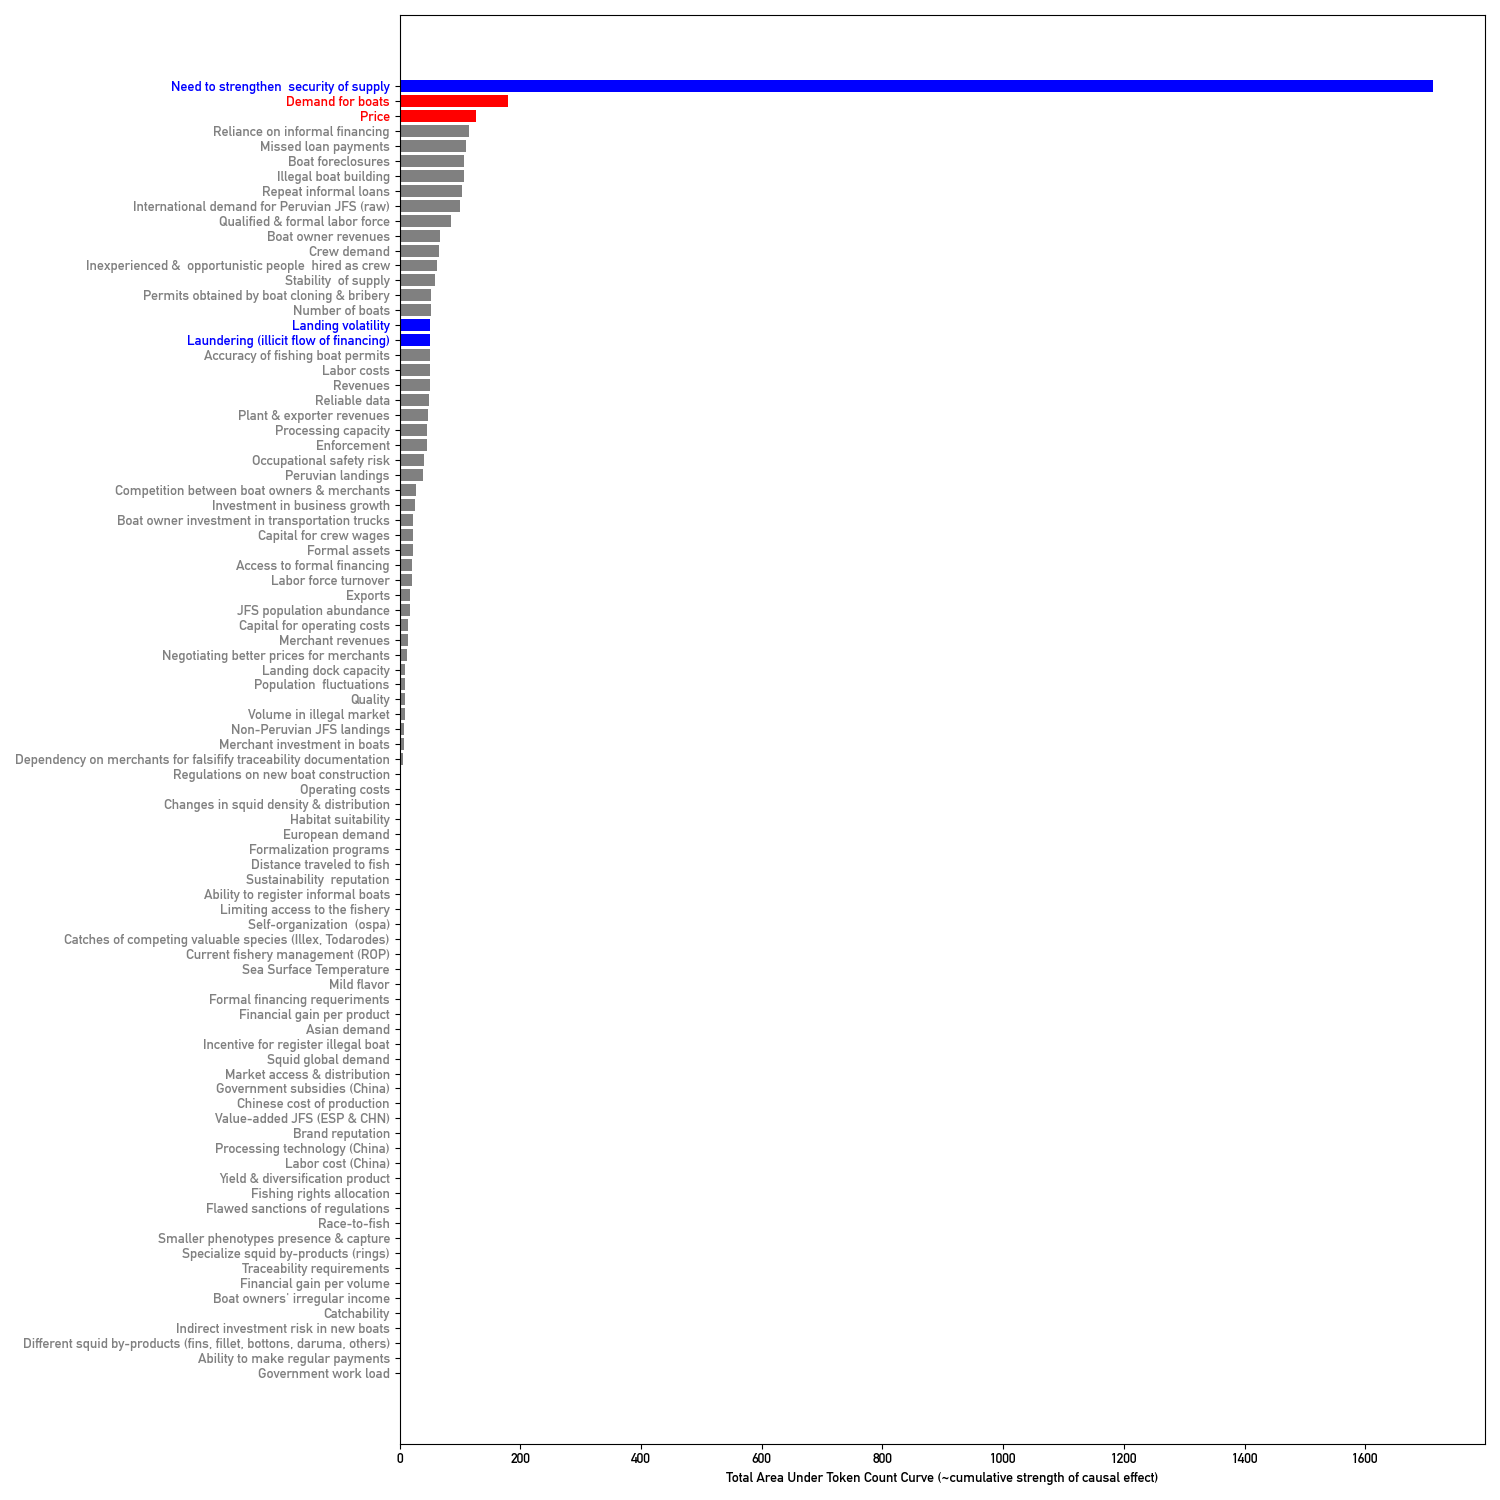 Need to strengthen  security of supply
Demand for boats
Price
Reliance on informal financing
Missed loan payments
Boat foreclosures
Illegal boat building
Repeat informal loans
International demand for Peruvian JFS (raw)
Qualified & formal labor force
Boat owner revenues
Crew demand
Inexperienced &  opportunistic people  hired as crew
Stability  of supply
Permits obtained by boat cloning & bribery
Number of boats
Landing volatility
Laundering (illicit flow of financing)
Accuracy of fishing boat permits
Labor costs
Revenues
Reliable data
Plant & exporter revenues
Processing capacity
Enforcement
Occupational safety risk
Peruvian landings
Competition between boat owners & merchants
Investment in business growth
Boat owner investment in transportation trucks
Capital for crew wages
Formal assets
Access to formal financing
Labor force turnover
Exports
JFS population abundance
Capital for operating costs
Merchant revenues
Negotiating better prices for merchants
Landing dock capacity
Population  fluctuations
Quality
Volume in illegal market
Non-Peruvian JFS landings
Merchant investment in boats
Dependency on merchants for falsifify traceability documentation
Regulations on new boat construction
Operating costs
Changes in squid density & distribution
Habitat suitability
European demand
Formalization programs
Distance traveled to fish
Sustainability  reputation
Ability to register informal boats
Limiting access to the fishery
Self-organization  (ospa)
Catches of competing valuable species (Illex, Todarodes)
Current fishery management (ROP)
Sea Surface Temperature
Mild flavor
Formal financing requeriments
Financial gain per product
Asian demand
Incentive for register illegal boat
Squid global demand
Market access & distribution
Government subsidies (China)
Chinese cost of production
Value-added JFS (ESP & CHN)
Brand reputation
Processing technology (China)
Labor cost (China)
Yield & diversification product
Fishing rights allocation
Flawed sanctions of regulations
Race-to-fish
Smaller phenotypes presence & capture
Specialize squid by-products (rings)
Traceability requirements
Financial gain per volume
Boat owners' irregular income
Catchability
Indirect investment risk in new boats
Different squid by-products (fins, fillet, bottons, daruma, others)
Ability to make regular payments
Government work load
0 200 400 600 800 1000 1200 1400 1600
Total Area Under Token Count Curve (~cumulative strength of causal effect)